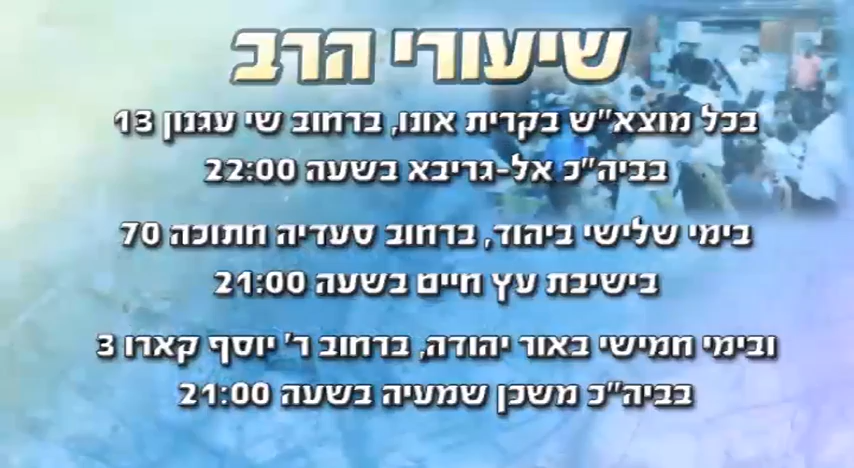 שיעורי הרב
בכל מוצא"ש בקרית אונו, ברחוב שי עגנון 13
בביה"כ אל-גריבא בשעה 22:00
בימי שלישי ביהוד, ברחוב סעדיה חתוכה 70
בישיבת עץ חיים בשעה 21:00
ובימי חמישי באור יהודה, ברחוב ר' יוסף קארו 3
בביה"כ משכן שמעיה בשעה 21:00